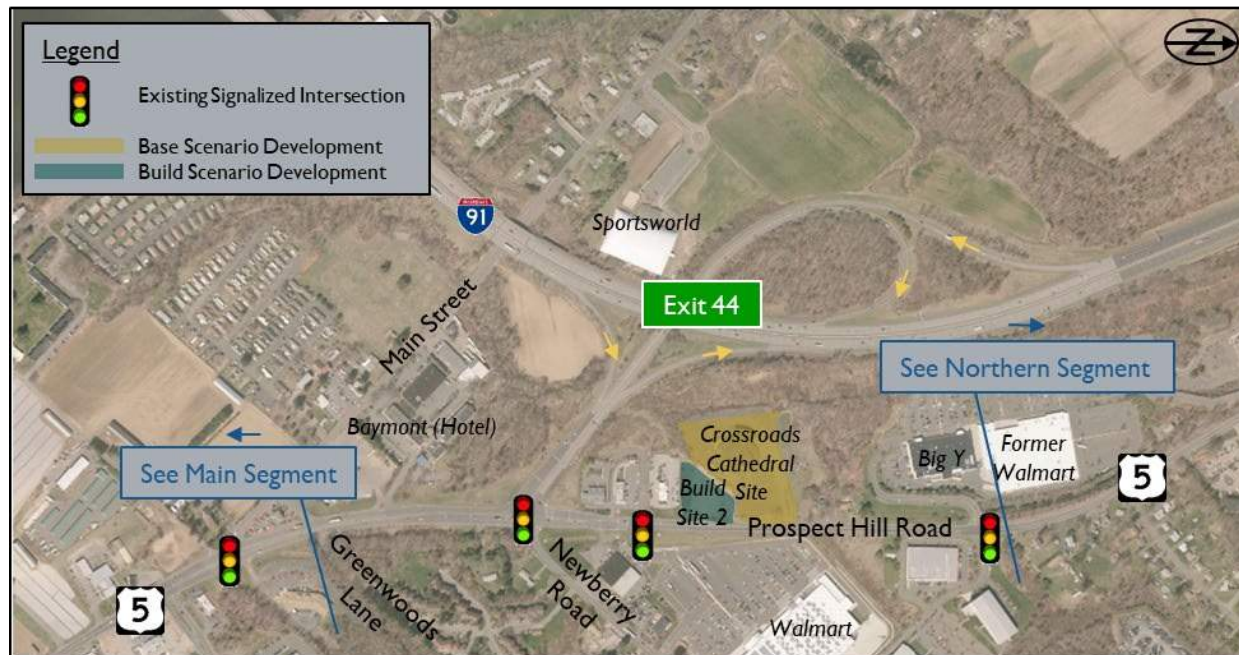 Legend
Existing Signalized Intersection
Base Scenario Development
Build Scenario Development
N
91
Sportsworld
Exit 44
Main Street
See Northern Segment
Baymont (Hotel)
See Main Segment
Crossroads
Cathedral
Site
Build
Site 2
Big Y
Former
Walmart
5
Prospect Hill Road
Greenwoods
Lane
Newberry
Road
5
Walmart